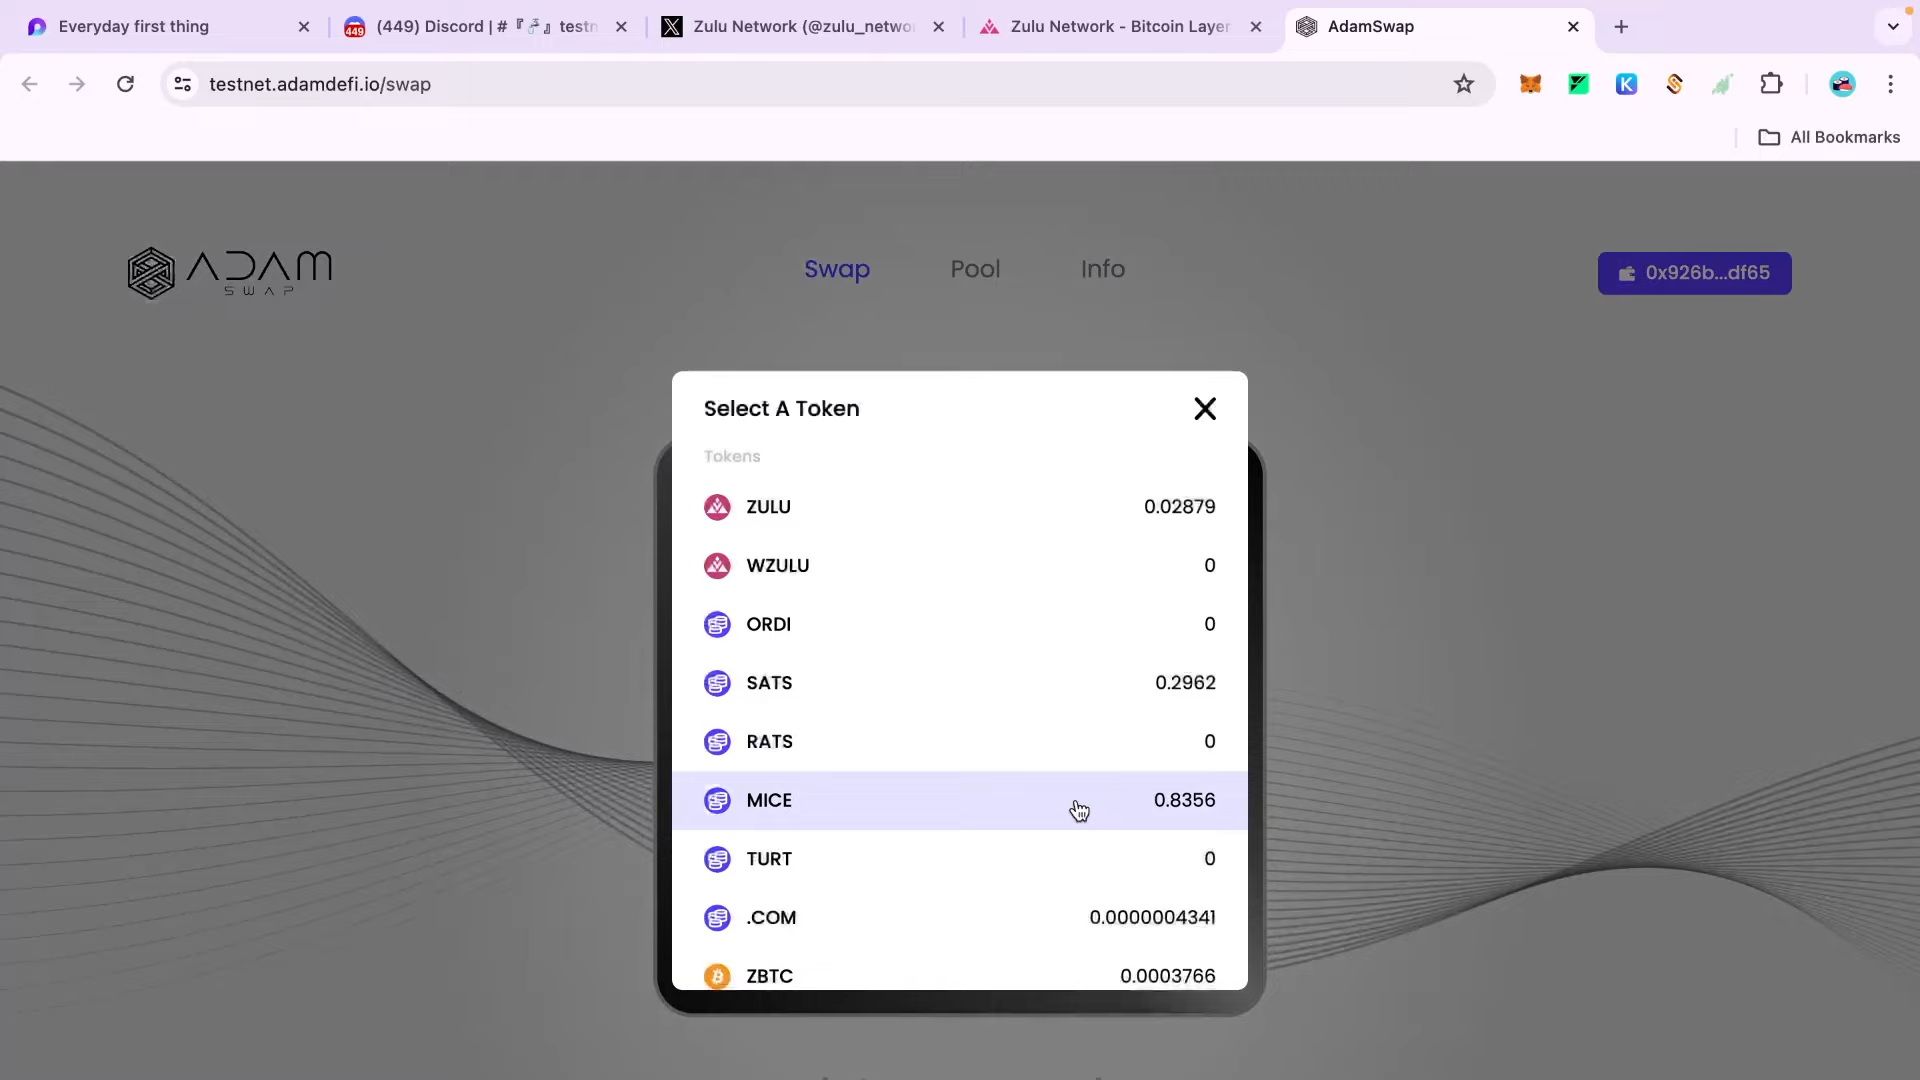 Everyday first thing
(449) Discord | # 『🚰』testn
449
Zulu Network (@zulu_netwo
Zulu Network - Bitcoin Layer
AdamSwap
testnet.adamdefi.io/swap
All Bookmarks
ADAM
SWAP
Swap
Pool
Info
0x926b...df65
Select A Token
Tokens
ZULU 0.02879
WZULU 0
ORDI 0
SATS 0.2962
RATS 0
MICE 0.8356
TURT 0
.COM 0.0000004341
ZBTC 0.0003766